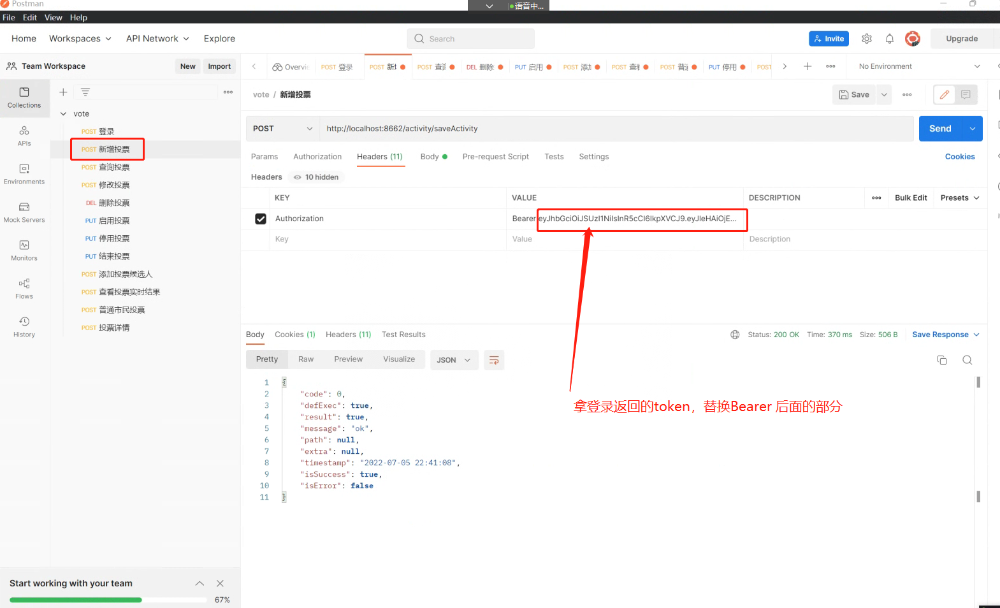 Postman
语音中...
File Edit View Help
Home Workspaces API Network Explore Search Invite Upgrade
Team Workspace New Import
Overvie POST 登录 POST 新 POST 查 DEL 删除 PUT 启用 POST 添 POST 查 POST 普 PUT 停用 POST No Environment
Collections
APIs
Environments
Mock Servers
Monitors
Flows
History
vote
POST 登录
POST 新增投票
POST 查询投票
POST 修改投票
DEL 删除投票
PUT 启用投票
PUT 停用投票
PUT 结束投票
POST 添加投票候选人
POST 查看投票实时结果
POST 普通市民投票
POST 投票详情
vote / 新增投票 Save
POST http://localhost:8662/activity/saveActivity Send
Params Authorization Headers (11) Body Pre-request Script Tests Settings Cookies
Headers 10 hidden
KEY VALUE DESCRIPTION Bulk Edit Presets
Authorization Bearer eyJhbGciOiJSUzI1NiIsInR5cCI6IkpXVCJ9.eyJleHAiOjE...
Key Value Description
Body Cookies (1) Headers (11) Test Results Status: 200 OK Time: 370 ms Size: 506 B Save Response
Pretty Raw Preview Visualize JSON
1 {
2 "code": 0,
3 "defExec": true,
4 "result": true,
5 "message": "ok",
6 "path": null,
7 "extra": null,
8 "timestamp": "2022-07-05 22:41:08",
9 "isSuccess": true,
10 "isError": false
11 }
拿登录返回的token，替换Bearer 后面的部分
Start working with your team
67%